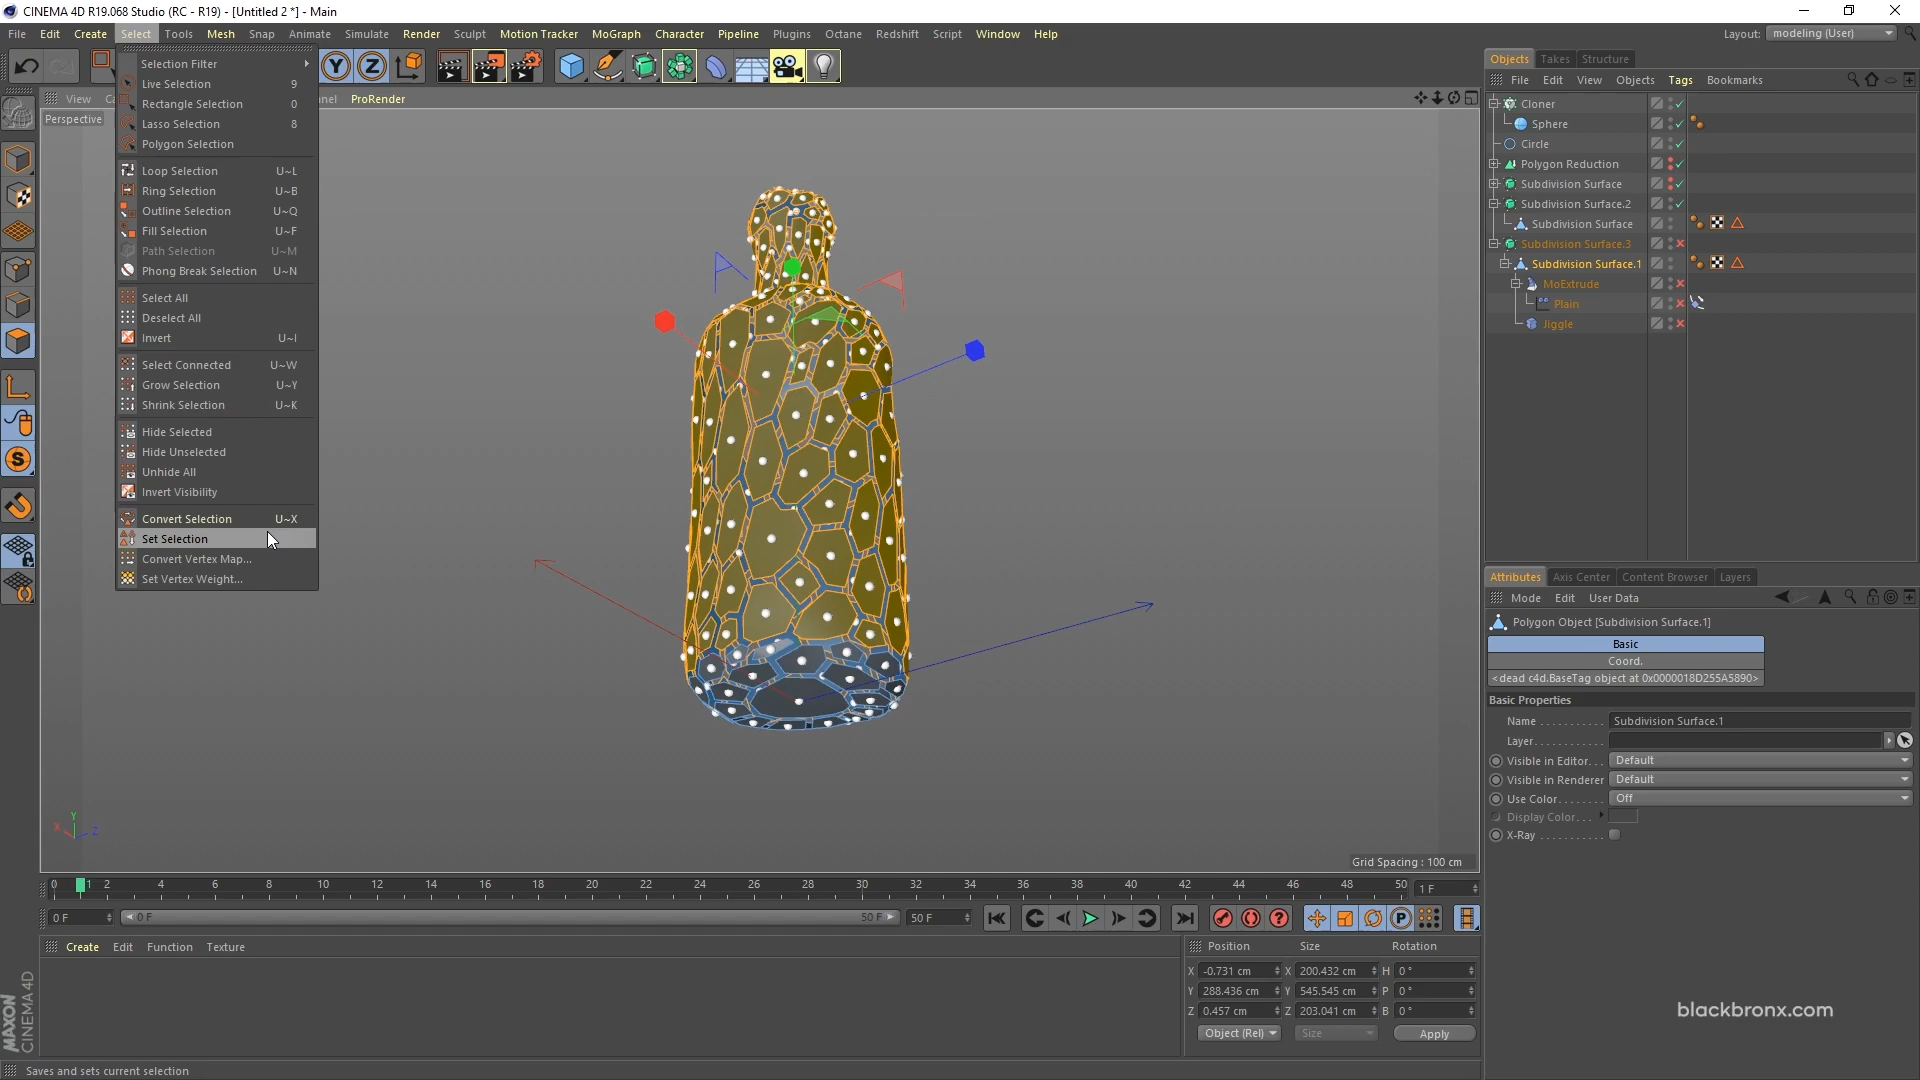 CINEMA 4D R19.068 Studio (RC - R19) - [Untitled 2 *] - Main
File Edit Create Select Tools Mesh Snap Animate Simulate Render Sculpt Motion Tracker MoGraph Character Pipeline Plugins Octane Redshift Script Window Help
Layout: modeling (User)
View
ProRender
Perspective
Selection Filter
Live Selection 9
Rectangle Selection 0
Lasso Selection 8
Polygon Selection
Loop Selection U~L
Ring Selection U~B
Outline Selection U~Q
Fill Selection U~F
Path Selection U~M
Phong Break Selection U~N
Select All
Deselect All
Invert U~I
Select Connected U~W
Grow Selection U~Y
Shrink Selection U~K
Hide Selected
Hide Unselected
Unhide All
Invert Visibility
Convert Selection U~X
Set Selection
Convert Vertex Map...
Set Vertex Weight...
Grid Spacing : 100 cm
Objects Takes Structure
File Edit View Objects Tags Bookmarks
Cloner
Sphere
Circle
Polygon Reduction
Subdivision Surface
Subdivision Surface.2
Subdivision Surface
Subdivision Surface.3
Subdivision Surface.1
MoExtrude
Plain
Jiggle
Attributes Axis Center Content Browser Layers
Mode Edit User Data
Polygon Object [Subdivision Surface.1]
Basic
Coord.
<dead c4d.BaseTag object at 0x0000018D255A5890>
Basic Properties
Name . . . . . . . . . . . Subdivision Surface.1
Layer. . . . . . . . . . .
Visible in Editor. . . Default
Visible in Renderer Default
Use Color. . . . . . . . Off
Display Color. . .
X-Ray . . . . . . . . . .
0 1 2 4 6 8 10 12 14 16 18 20 22 24 26 28 30 32 34 36 38 40 42 44 46 48 50 1 F
0 F 0 F 50 F 50 F
Create Edit Function Texture
Position Size Rotation
X -0.731 cm X 200.432 cm H 0 °
Y 288.436 cm Y 545.545 cm P 0 °
Z 0.457 cm Z 203.041 cm B 0 °
Object (Rel) Size Apply
X Y Z
MAXON
CINEMA 4D
blackbronx.com
Saves and sets current selection